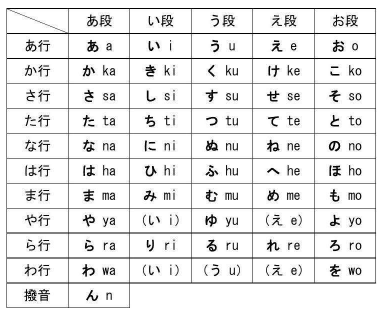 あ段 い段 う段 え段 お段
あ行 あ a い i う u え e お o
か行 か ka き ki く ku け ke こ ko
さ行 さ sa し si す su せ se そ so
た行 た ta ち ti つ tu て te と to
な行 な na に ni ぬ nu ね ne の no
は行 は ha ひ hi ふ hu へ he ほ ho
ま行 ま ma み mi む mu め me も mo
や行 や ya (い i) ゆ yu (え e) よ yo
ら行 ら ra り ri る ru れ re ろ ro
わ行 わ wa (い i) (う u) (え e) を wo
撥音 ん n